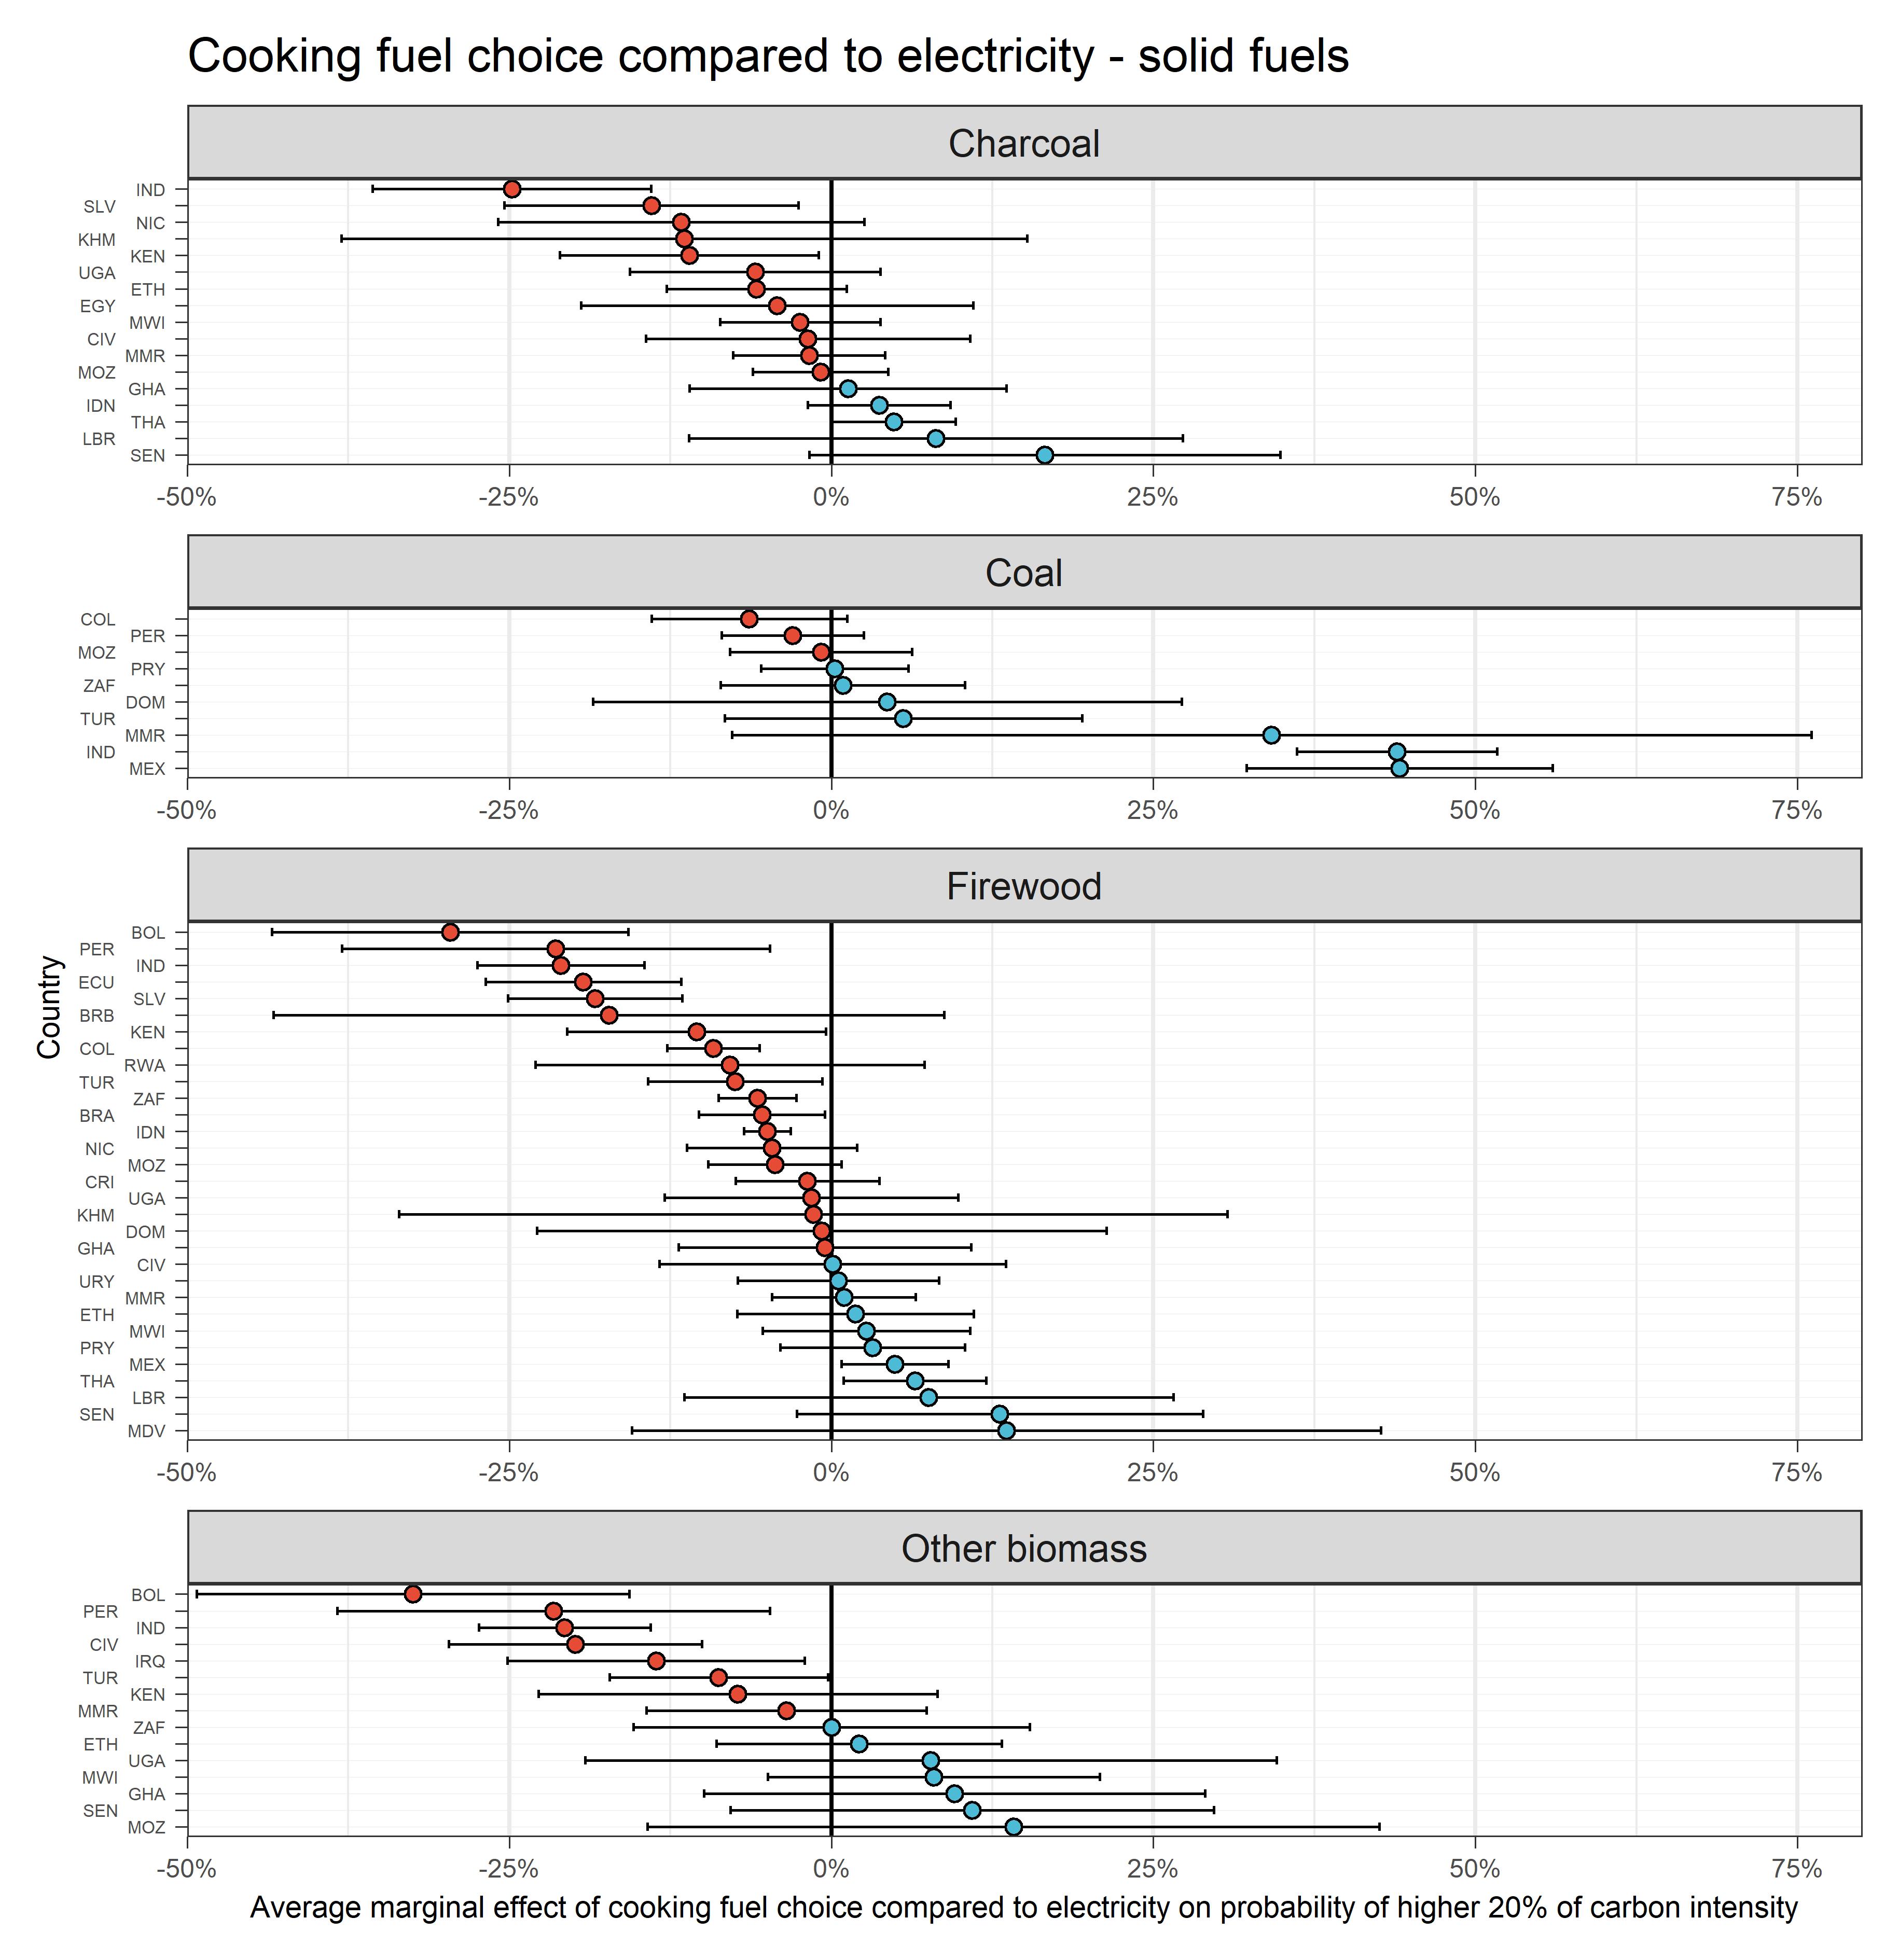 Cooking fuel choice compared to electricity - solid fuels
Charcoal
IND
SLV
NIC
KHM
KEN
UGA
ETH
EGY
MWI
CIV
MMR
MOZ
GHA
IDN
THA
LBR
SEN
-50% -25% 0% 25% 50% 75%
Coal
COL
PER
MOZ
PRY
ZAF
DOM
TUR
MMR
IND
MEX
-50% -25% 0% 25% 50% 75%
Firewood
Country
BOL
PER
IND
ECU
SLV
BRB
KEN
COL
RWA
TUR
ZAF
BRA
IDN
NIC
MOZ
CRI
UGA
KHM
DOM
GHA
CIV
URY
MMR
ETH
MWI
PRY
MEX
THA
LBR
SEN
MDV
-50% -25% 0% 25% 50% 75%
Other biomass
BOL
PER
IND
CIV
IRQ
TUR
KEN
MMR
ZAF
ETH
UGA
MWI
GHA
SEN
MOZ
-50% -25% 0% 25% 50% 75%
Average marginal effect of cooking fuel choice compared to electricity on probability of higher 20% of carbon intensity